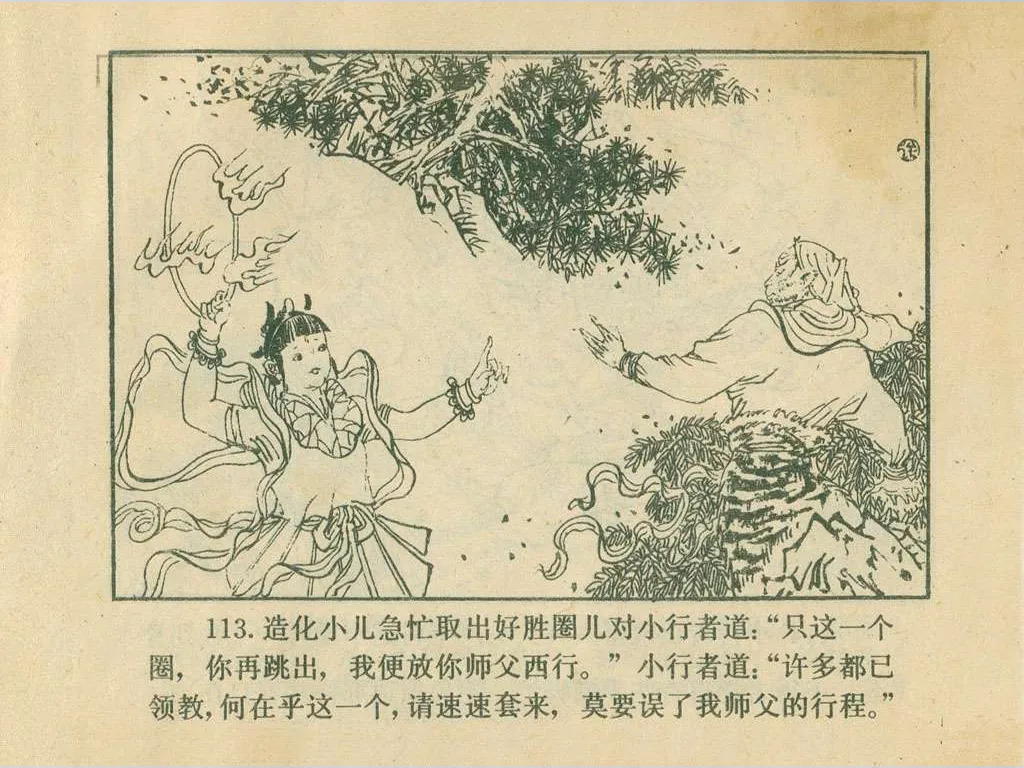 113. 造化小儿急忙取出好胜圈儿对小行者道：“只这一个
圈，你再跳出，我便放你师父西行。” 小行者道：“许多都已
领教，何在乎这一个，请速速套来，莫要误了我师父的行程。”